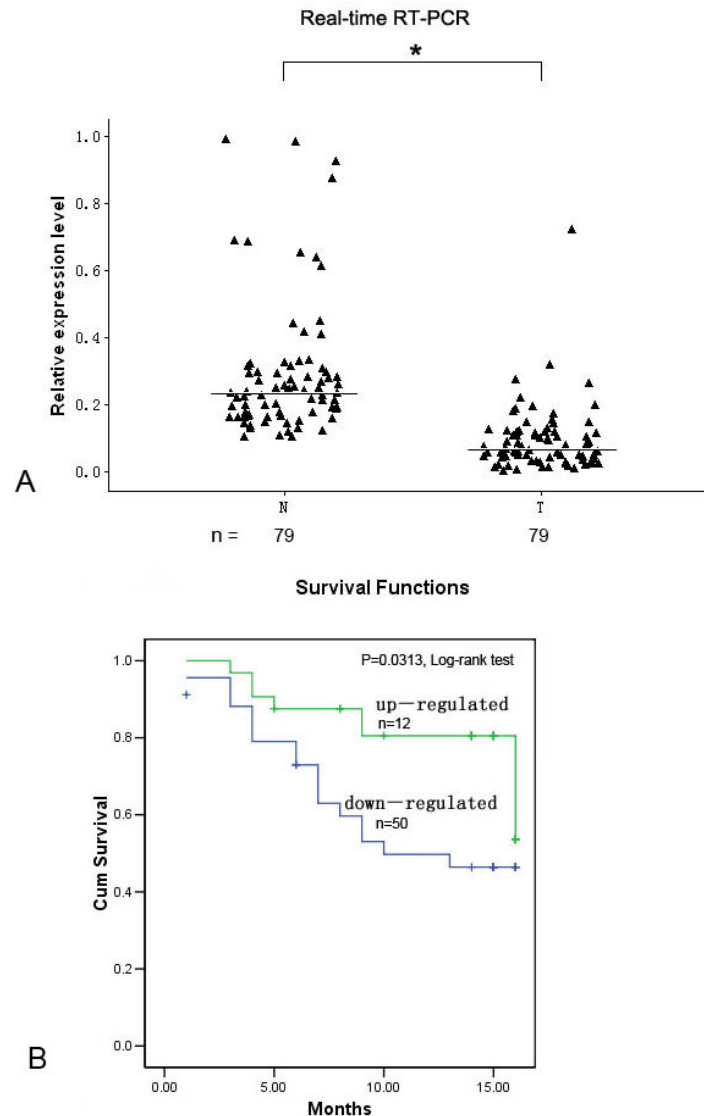 Real-time RT-PCR
*
Relative expression level
1.0
0.8
0.6
0.4
0.2
0.0
N T
n = 79 79
A
Survival Functions
P=0.0313, Log-rank test
up-regulated
n=12
down-regulated
n=50
Cum Survival
1.0
0.8
0.6
0.4
0.2
0.0
0.00 5.00 10.00 15.00
Months
B